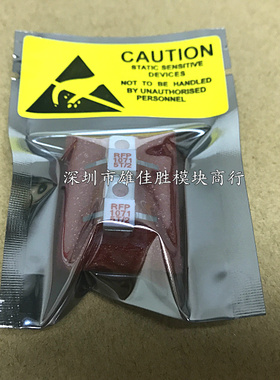 CAUTION
STATIC SENSITIVE
DEVICES
NOT TO BE HANDLED
BY UNAUTHORISED
PERSONNEL
深圳市雄佳胜模块商行
RFP